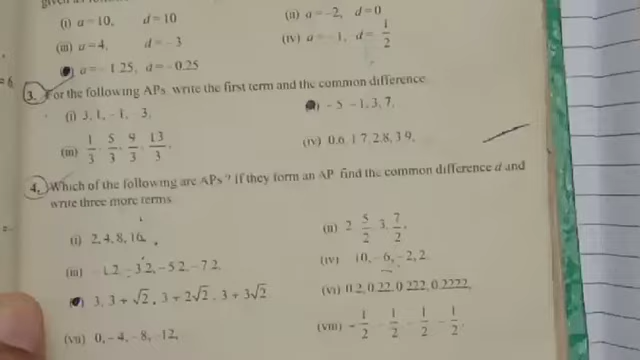 (i) a = 10, d = 10 (ii) a = -2, d = 0
(iii) a = 4, d = -3 (iv) a = -1, d = 1/2
a = -1.25, d = -0.25
3. For the following APs, write the first term and the common difference
(i) 3, 1, -1, 3, -5 -1, 3, 7,
(iii) 1/3, 5/3, 9/3, 13/3, (iv) 0.6, 1.7, 2.8, 3.9,
4. Which of the following are APs? If they form an AP, find the common difference d and
write three more terms
(i) 2, 4, 8, 16, (ii) 2, 5/2, 3, 7/2,
(iii) -1.2, -3.2, -5.2, -7.2, (iv) 10, -6, -2, 2,
3, 3 + √2, 3 + 2√2, 3 + 3√2 (vi) 0.2, 0.22, 0.222, 0.2222,
(vii) 0, -4, -8, -12, (viii) -1/2, -1/2, -1/2, -1/2,